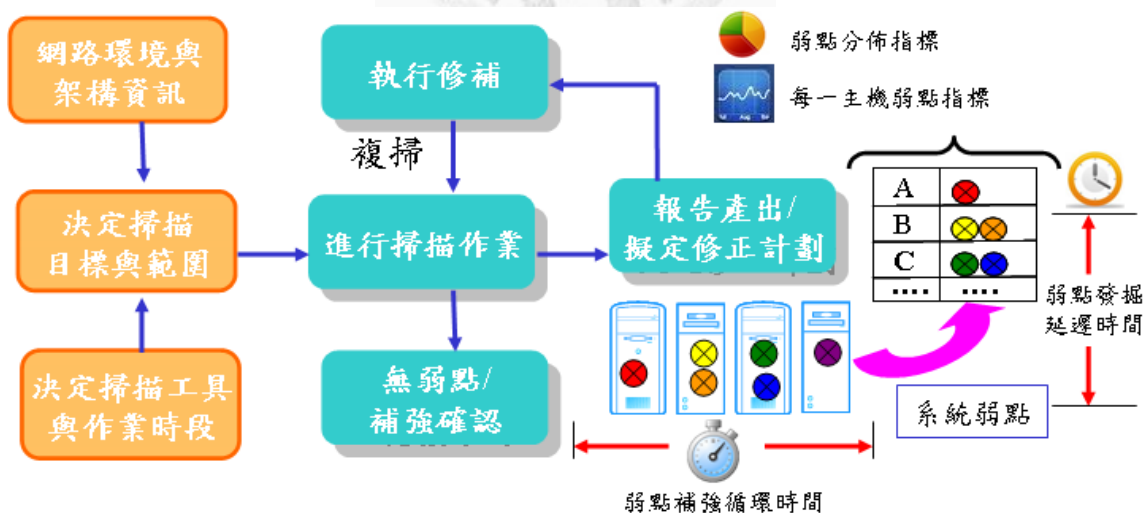 網路環境與
架構資訊
決定掃描
目標與範圍
決定掃描工具
與作業時段
執行修補
複掃
進行掃描作業
無弱點/
補強確認
報告產出/
擬定修正計劃
弱點分佈指標
每一主機弱點指標
A
B
C
.... ....
弱點發掘
延遲時間
系統弱點
弱點補強循環時間